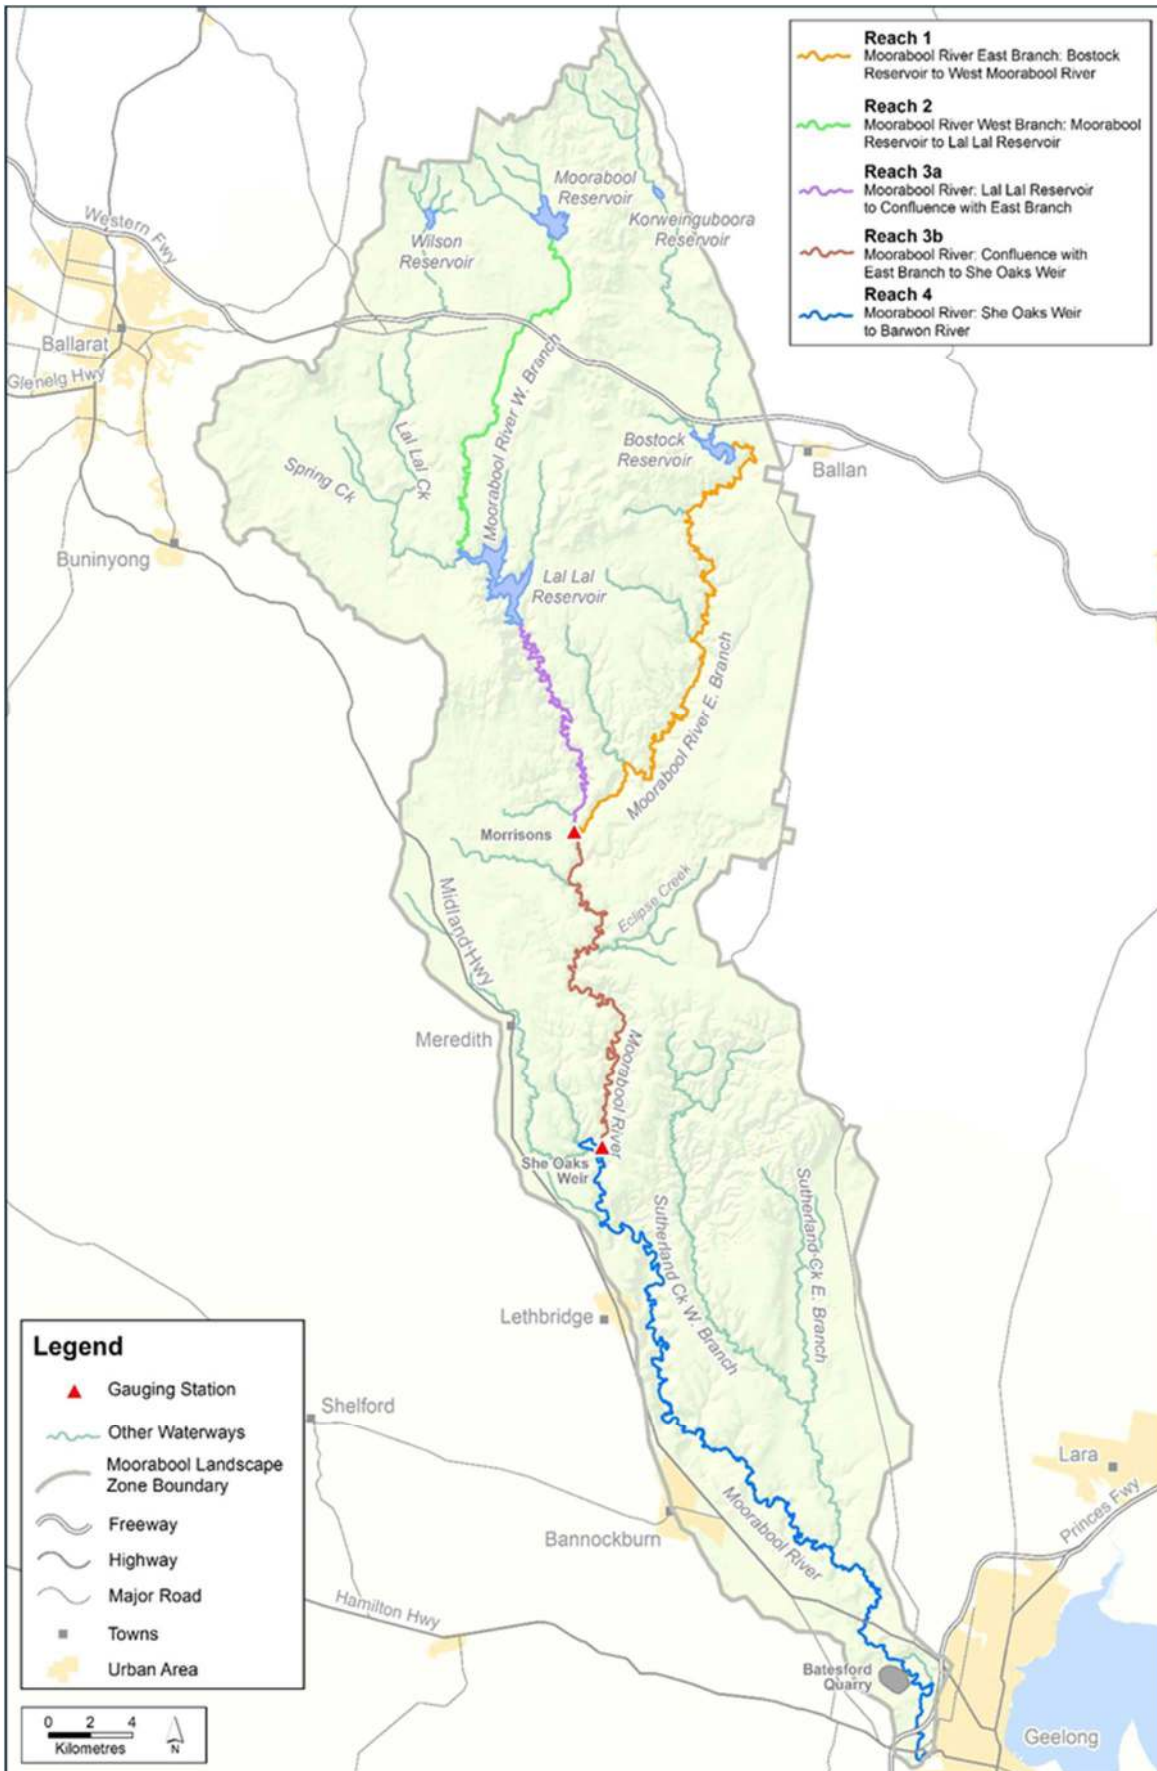 Reach 1
Moorabool River East Branch: Bostock
Reservoir to West Moorabool River
Reach 2
Moorabool River West Branch: Moorabool
Reservoir to Lal Lal Reservoir
Reach 3a
Moorabool River: Lal Lal Reservoir
to Confluence with East Branch
Reach 3b
Moorabool River: Confluence with
East Branch to She Oaks Weir
Reach 4
Moorabool River: She Oaks Weir
to Barwon River
Moorabool
Reservoir
Korweinguboora
Reservoir
Wilson
Reservoir
Western Fwy
Ballarat
Glenelg Hwy
Moorabool River W. Branch
Lal Lal Ck
Spring Ck
Bostock
Reservoir
Ballan
Buninyong
Lal Lal
Reservoir
Moorabool River E. Branch
Morrisons
Eclipse Creek
Midland Hwy
Meredith
Moorabool River
She Oaks
Weir
Sutherland Ck W. Branch
Sutherland Ck E. Branch
Lethbridge
Shelford
Lara
Princes Fwy
Bannockburn
Moorabool River
Hamilton Hwy
Batesford
Quarry
Geelong
Legend
Gauging Station
Other Waterways
Moorabool Landscape
Zone Boundary
Freeway
Highway
Major Road
Towns
Urban Area
0 2 4
Kilometres
N